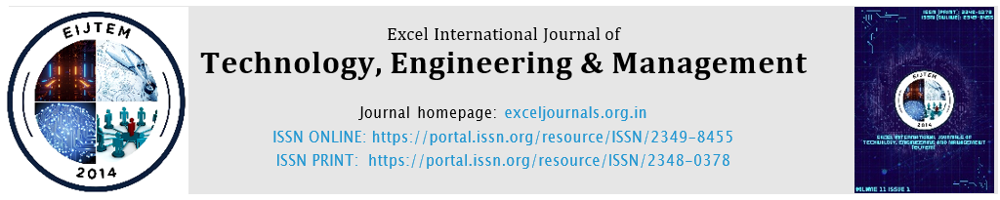 EIJTEM
2014
Excel International Journal of
Technology, Engineering & Management
Journal homepage: exceljournals.org.in
ISSN ONLINE: https://portal.issn.org/resource/ISSN/2349-8455
ISSN PRINT: https://portal.issn.org/resource/ISSN/2348-0378
ISSN (PRINT): 2348-0378
ISSN (ONLINE): 2349-8455
EIJTEM
2014
EXCEL INTERNATIONAL JOURNALS OF
TECHNOLOGY, ENGINEERING AND MANAGEMENT -
(EIJTEM)
VOLUME 11 ISSUE 1